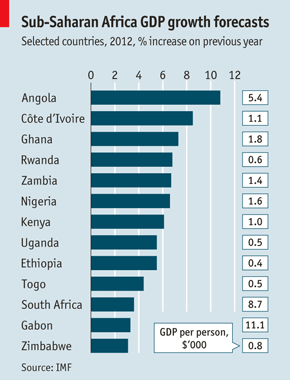 Sub-Saharan Africa GDP growth forecasts
Selected countries, 2012, % increase on previous year
0 2 4 6 8 10 12
Angola 5.4
Côte d'Ivoire 1.1
Ghana 1.8
Rwanda 0.6
Zambia 1.4
Nigeria 1.6
Kenya 1.0
Uganda 0.5
Ethiopia 0.4
Togo 0.5
South Africa 8.7
Gabon 11.1
GDP per person,
$'000
Zimbabwe 0.8
Source: IMF